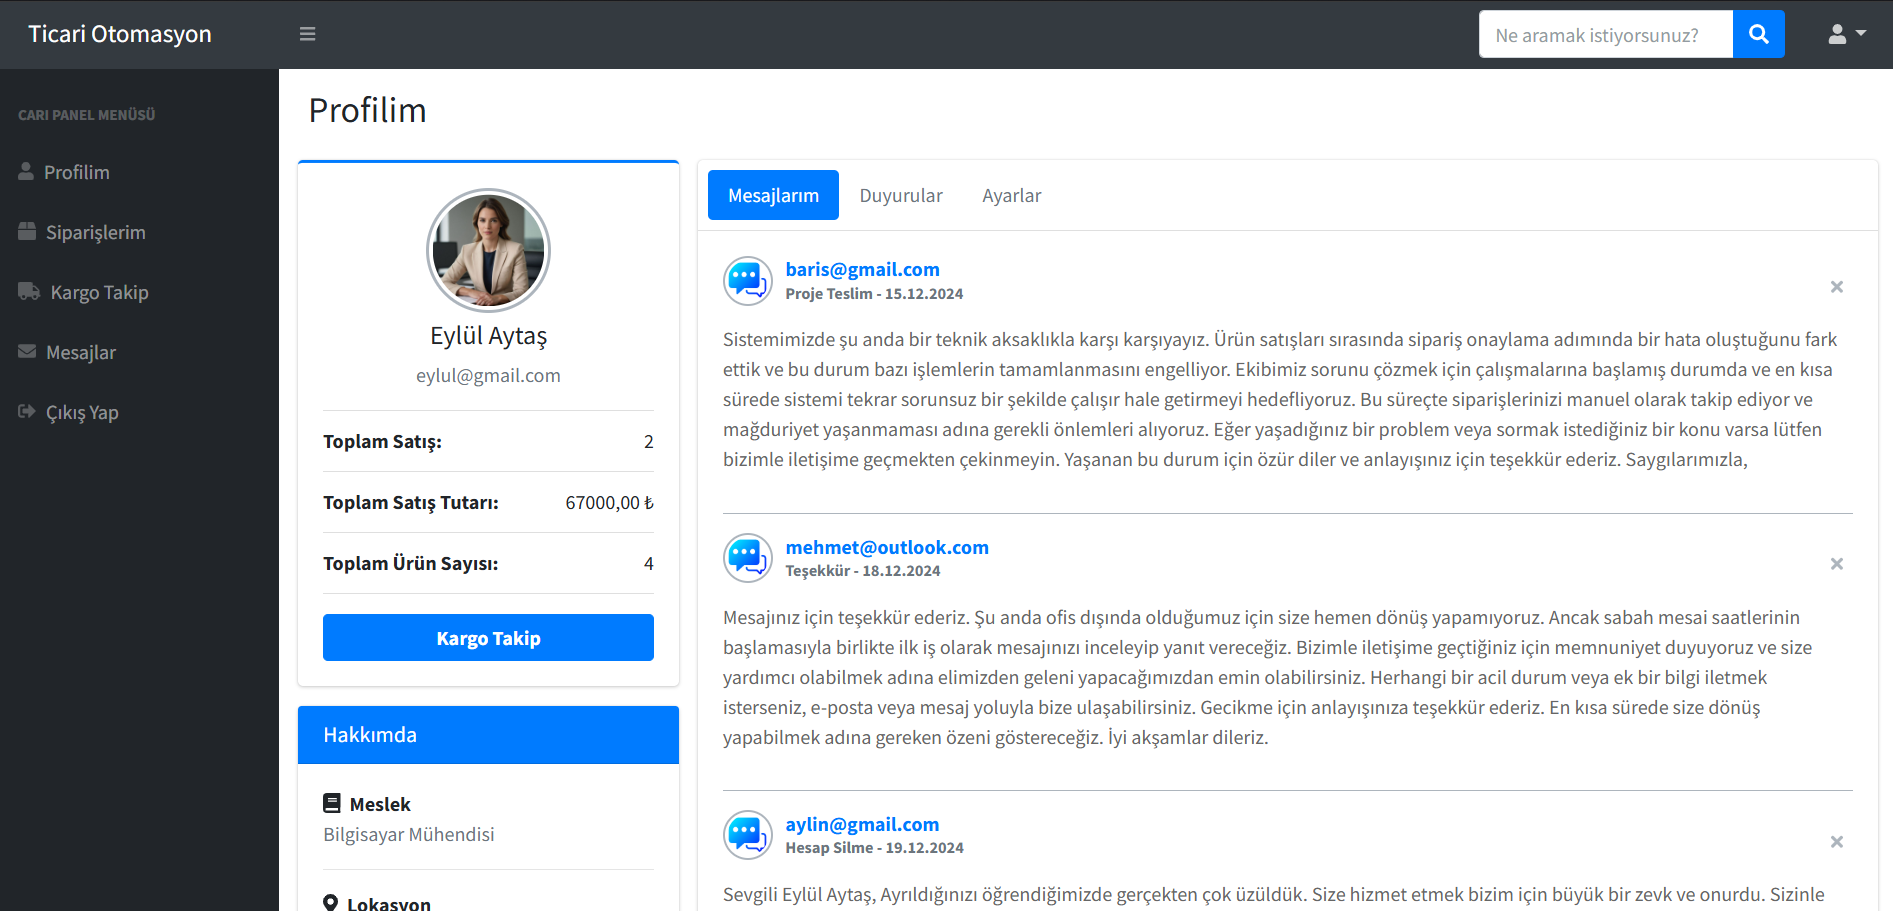 Ticari Otomasyon
Ne aramak istiyorsunuz?
CARI PANEL MENÜSÜ
Profilim
Siparişlerim
Kargo Takip
Mesajlar
Çıkış Yap
Profilim
Eylül Aytaş
eylul@gmail.com
Toplam Satış: 2
Toplam Satış Tutarı: 67000,00 ₺
Toplam Ürün Sayısı: 4
Kargo Takip
Hakkımda
Meslek
Bilgisayar Mühendisi
Lokasyon
Mesajlarım Duyurular Ayarlar
baris@gmail.com
Proje Teslim - 15.12.2024
Sistemimizde şu anda bir teknik aksaklıkla karşı karşıyayız. Ürün satışları sırasında sipariş onaylama adımında bir hata oluştuğunu fark
ettik ve bu durum bazı işlemlerin tamamlanmasını engelliyor. Ekibimiz sorunu çözmek için çalışmalarına başlamış durumda ve en kısa
sürede sistemi tekrar sorunsuz bir şekilde çalışır hale getirmeyi hedefliyoruz. Bu süreçte siparişlerinizi manuel olarak takip ediyor ve
mağduriyet yaşanmaması adına gerekli önlemleri alıyoruz. Eğer yaşadığınız bir problem veya sormak istediğiniz bir konu varsa lütfen
bizimle iletişime geçmekten çekinmeyin. Yaşanan bu durum için özür diler ve anlayışınız için teşekkür ederiz. Saygılarımızla,
mehmet@outlook.com
Teşekkür - 18.12.2024
Mesajınız için teşekkür ederiz. Şu anda ofis dışında olduğumuz için size hemen dönüş yapamıyoruz. Ancak sabah mesai saatlerinin
başlamasıyla birlikte ilk iş olarak mesajınızı inceleyip yanıt vereceğiz. Bizimle iletişime geçtiğiniz için memnuniyet duyuyoruz ve size
yardımcı olabilmek adına elimizden geleni yapacağımızdan emin olabilirsiniz. Herhangi bir acil durum veya ek bir bilgi iletmek
isterseniz, e-posta veya mesaj yoluyla bize ulaşabilirsiniz. Gecikme için anlayışınıza teşekkür ederiz. En kısa sürede size dönüş
yapabilmek adına gereken özeni göstereceğiz. İyi akşamlar dileriz.
aylin@gmail.com
Hesap Silme - 19.12.2024
Sevgili Eylül Aytaş, Ayrıldığınızı öğrendiğimizde gerçekten çok üzüldük. Size hizmet etmek bizim için büyük bir zevk ve onurdu. Sizinle